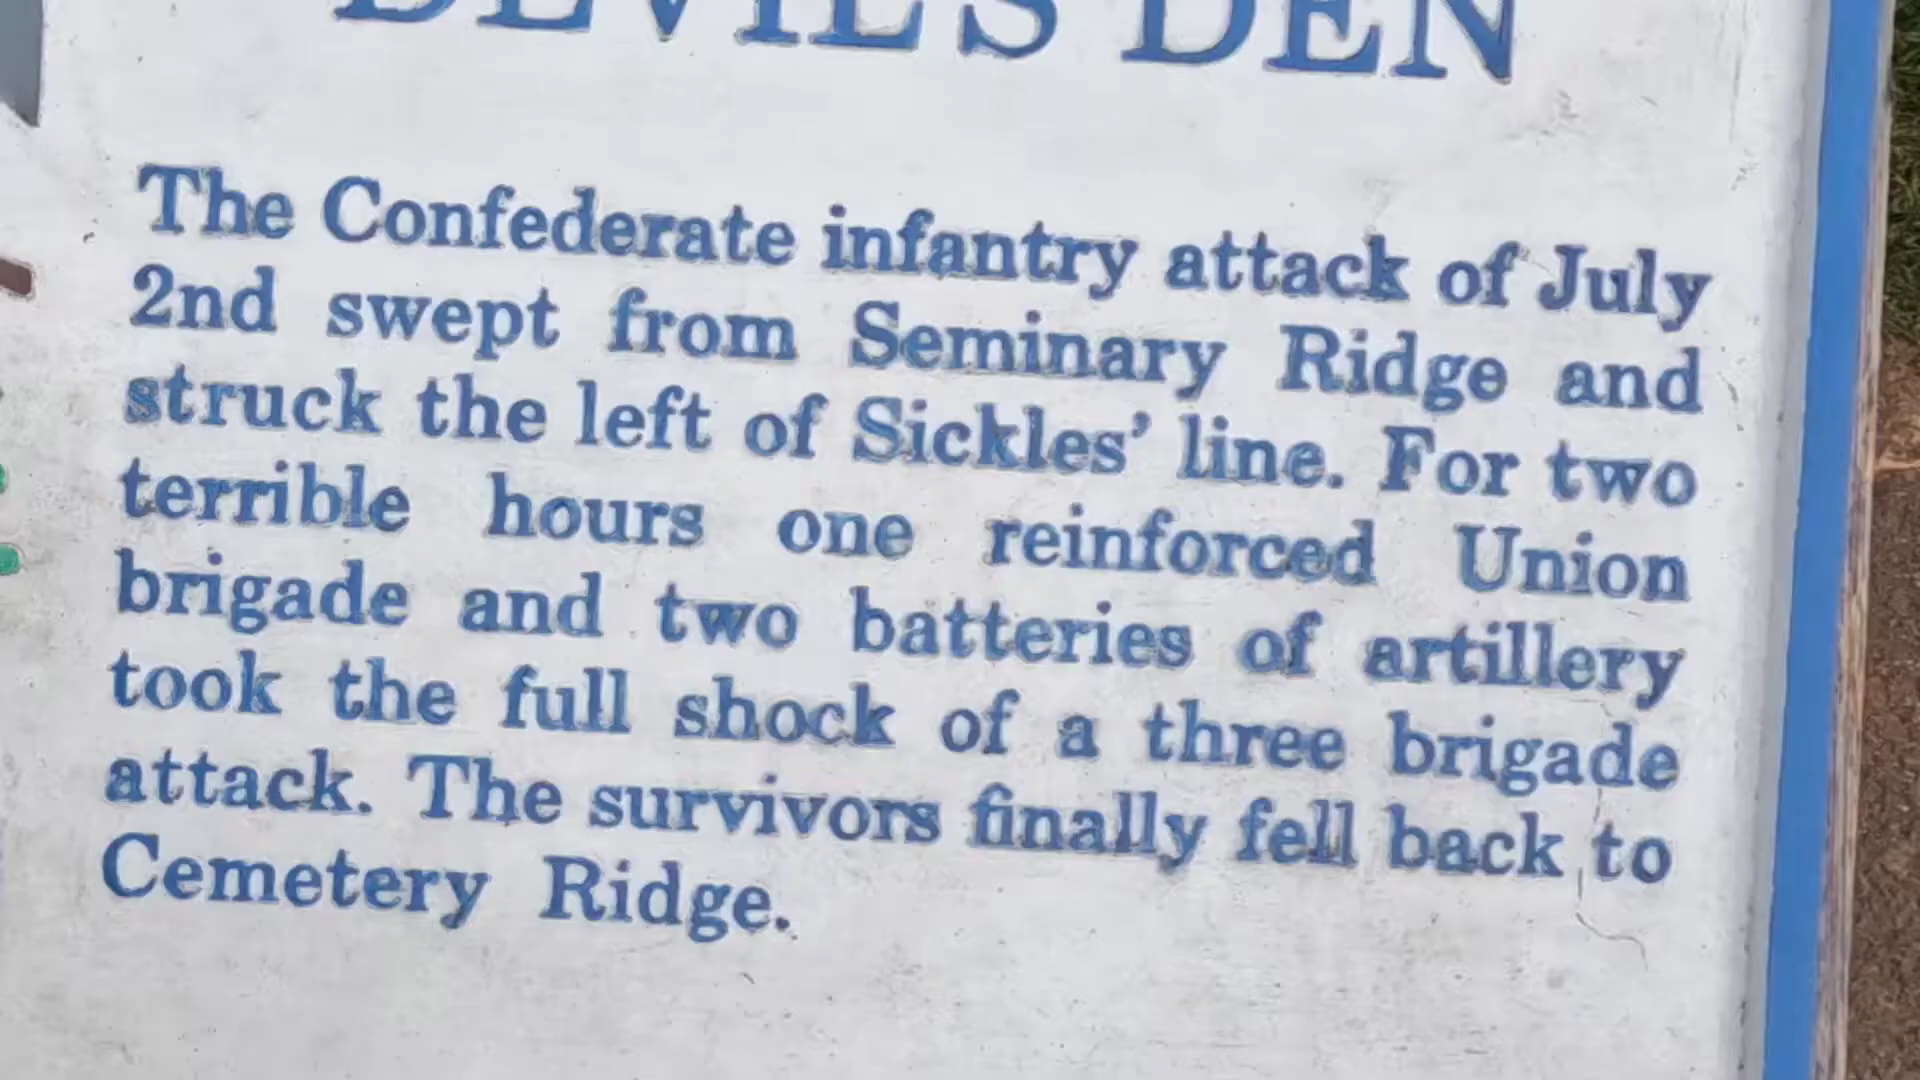 DEVIL'S DEN
The Confederate infantry attack of July
2nd swept from Seminary Ridge and
struck the left of Sickles' line. For two
terrible hours one reinforced Union
brigade and two batteries of artillery
took the full shock of a three brigade
attack. The survivors finally fell back to
Cemetery Ridge.